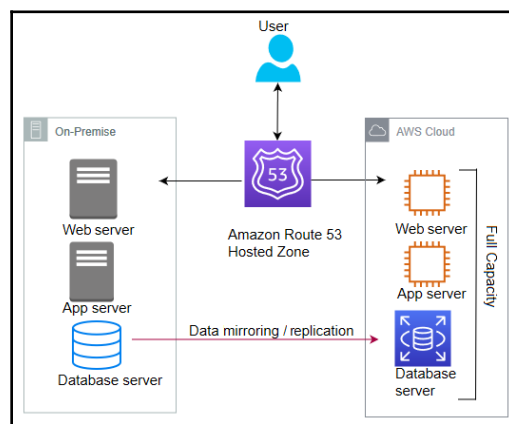 User
On-Premise
AWS Cloud
53
Web server
Amazon Route 53
Hosted Zone
Web server
App server
App server
Full Capacity
Data mirroring / replication
Database server
Database
server